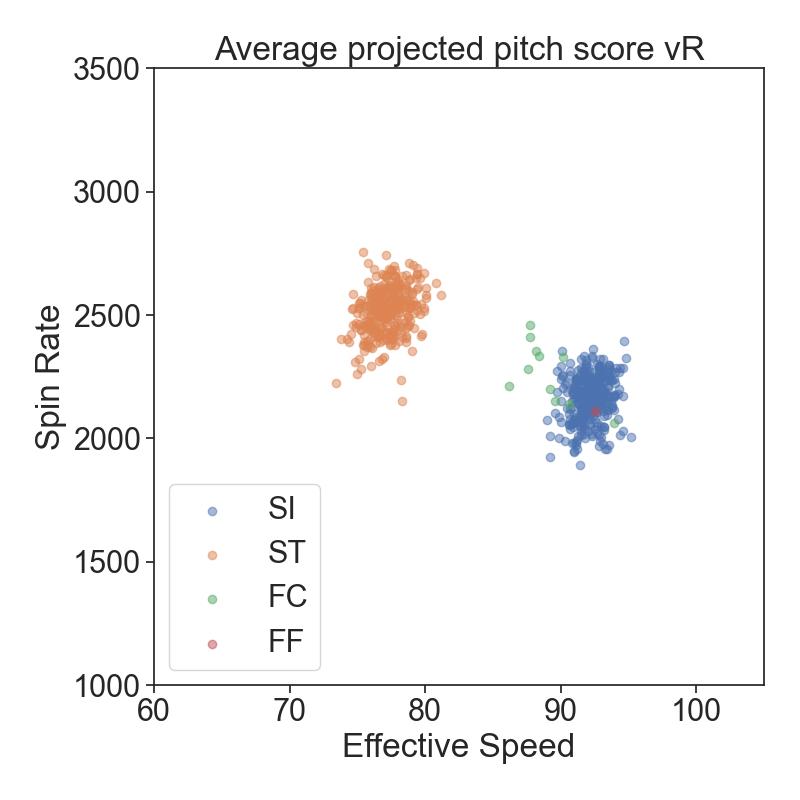 Average projected pitch score vR
3500
3000
2500
2000
1500
1000
Spin Rate
SI
ST
FC
FF
60 70 80 90 100
Effective Speed